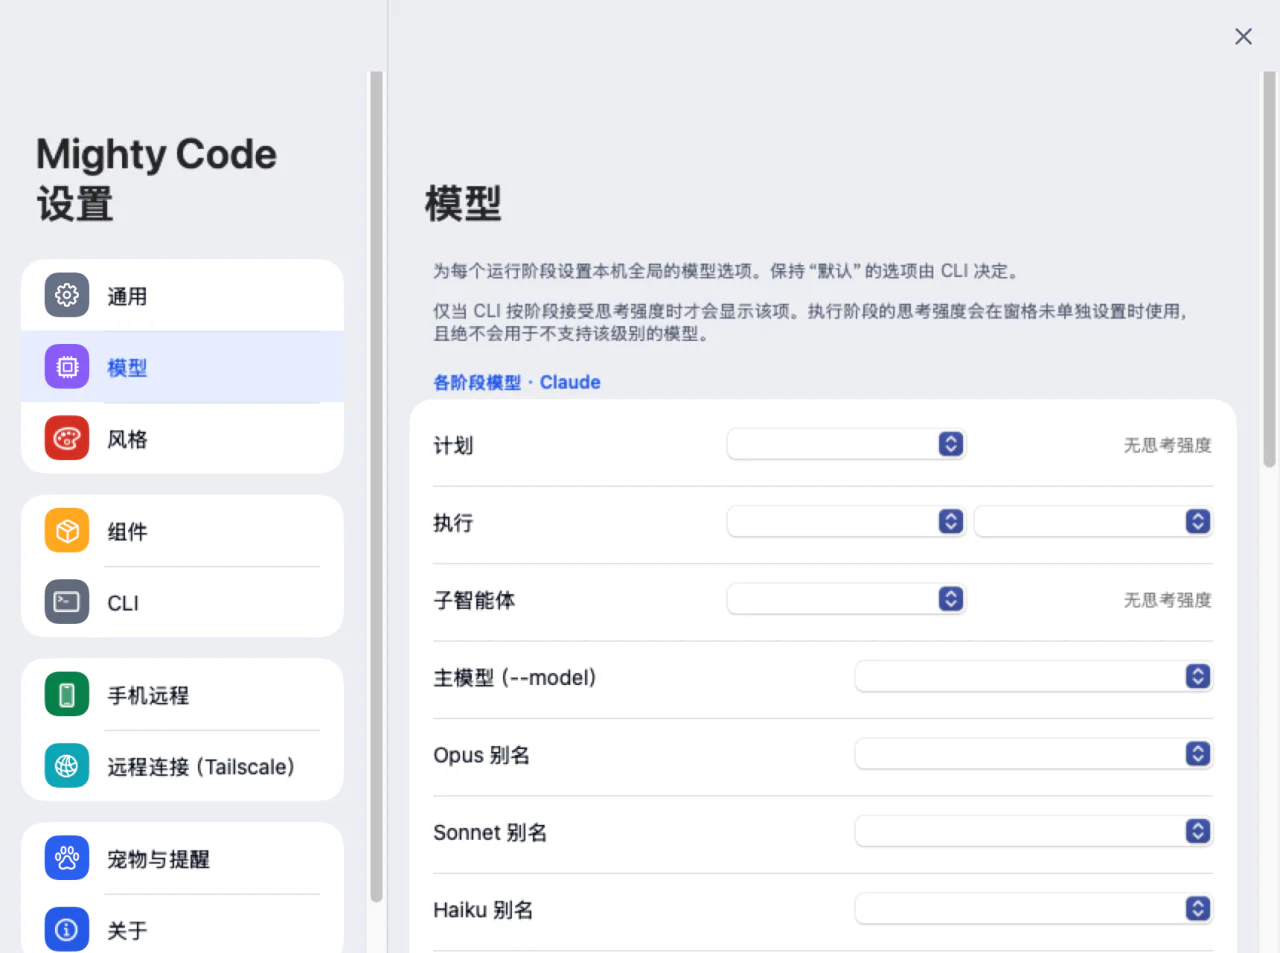 Mighty Code
设置
通用
模型
风格
组件
CLI
手机远程
远程连接 (Tailscale)
宠物与提醒
关于
模型
为每个运行阶段设置本机全局的模型选项。保持“默认”的选项由 CLI 决定。
仅当 CLI 按阶段接受思考强度时才会显示该项。执行阶段的思考强度会在窗格未单独设置时使用，
且绝不会用于不支持该级别的模型。
各阶段模型 · Claude
计划 无思考强度
执行
子智能体 无思考强度
主模型 (--model)
Opus 别名
Sonnet 别名
Haiku 别名